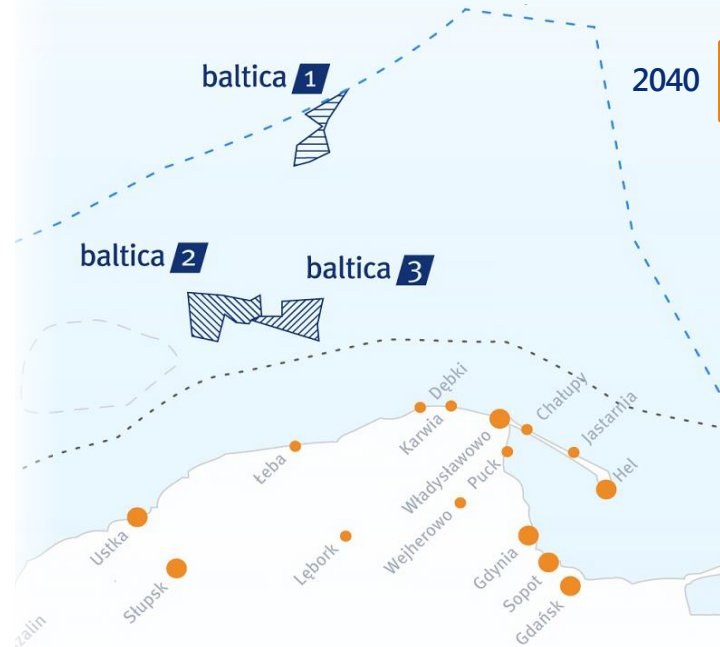 baltica 1
2040
baltica 2
baltica 3
Dębki
Karwia
Chałupy
Jastarnia
Władysławowo
Puck
Hel
Łeba
Wejherowo
Ustka
Lębork
Gdynia
Słupsk
Sopot
Gdańsk
zalin